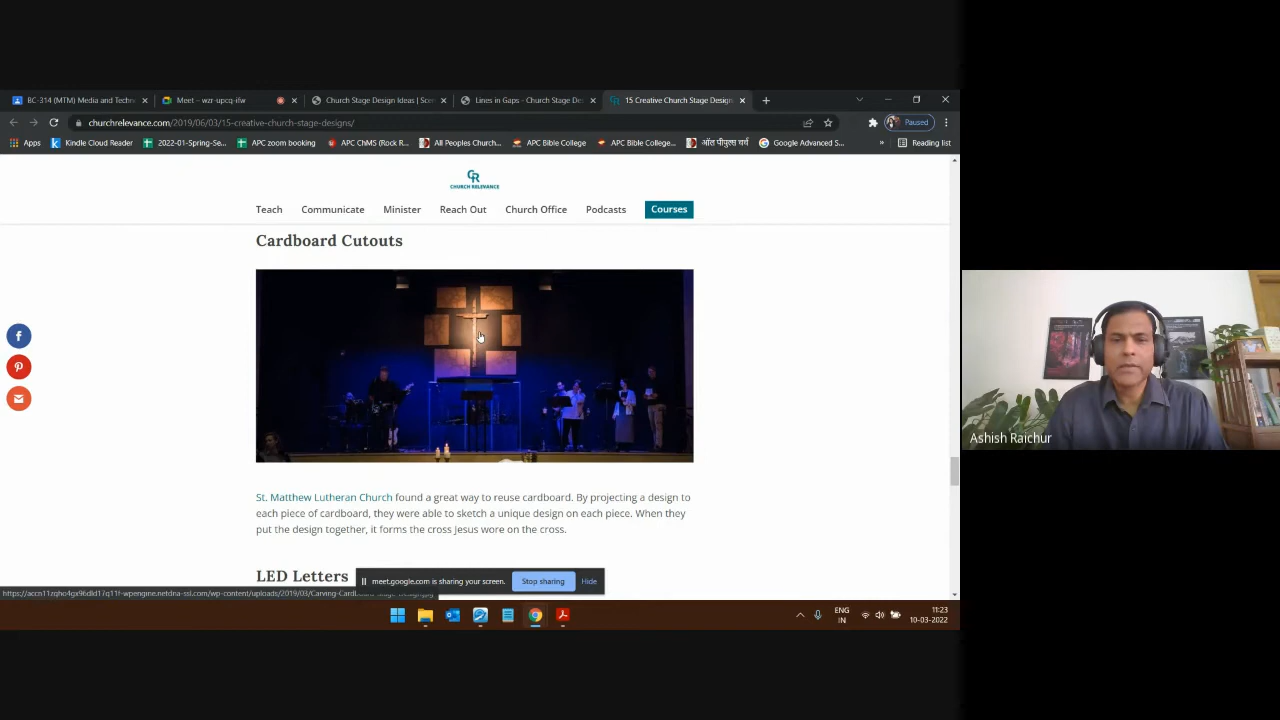 BC-314 (MTM) Media and Techn
Meet – wzr-upcq-ifw
Church Stage Design Ideas | Sce
Lines in Gaps - Church Stage De
15 Creative Church Stage Design
churchrelevance.com/2019/06/03/15-creative-church-stage-designs/
Paused
Apps
Kindle Cloud Reader
2022-01-Spring-Se...
APC zoom booking
APC ChMS (Rock R...
All Peoples Church...
APC Bible College
APC Bible College...
ऑल पीपुल्स चर्च
Google Advanced S...
Reading list
CR
CHURCH RELEVANCE
Teach
Communicate
Minister
Reach Out
Church Office
Podcasts
Courses
Cardboard Cutouts
St. Matthew Lutheran Church found a great way to reuse cardboard. By projecting a design to
each piece of cardboard, they were able to sketch a unique design on each piece. When they
put the design together, it forms the cross Jesus wore on the cross.
LED Letters
meet.google.com is sharing your screen.
Stop sharing
Hide
ENG
IN
11:23
10-03-2022
Ashish Raichur